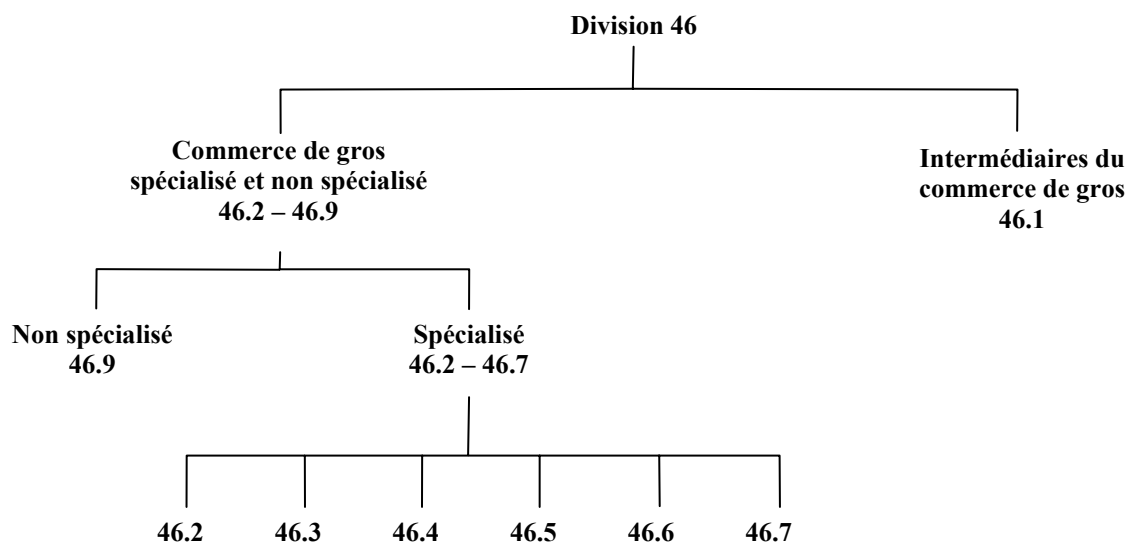 Division 46
Commerce de gros
spécialisé et non spécialisé
46.2 – 46.9
Intermédiaires du
commerce de gros
46.1
Non spécialisé
46.9
Spécialisé
46.2 – 46.7
46.2 46.3 46.4 46.5 46.6 46.7